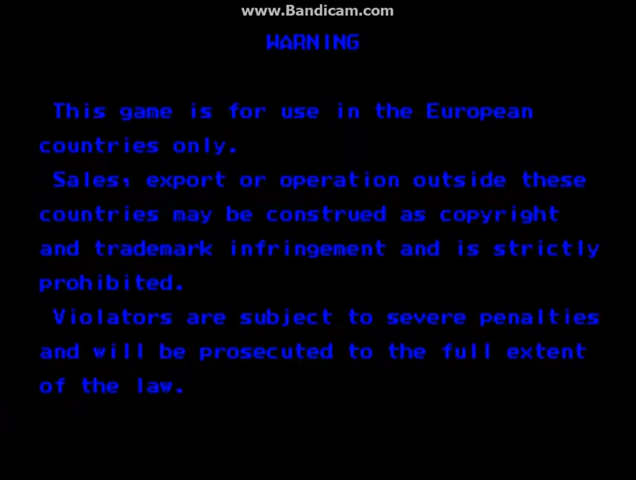 www.Bandicam.com
WARNING
This game is for use in the European
countries only.
Sales, export or operation outside these
countries may be construed as copyright
and trademark infringement and is strictly
prohibited.
Violators are subject to severe penalties
and will be prosecuted to the full extent
of the law.